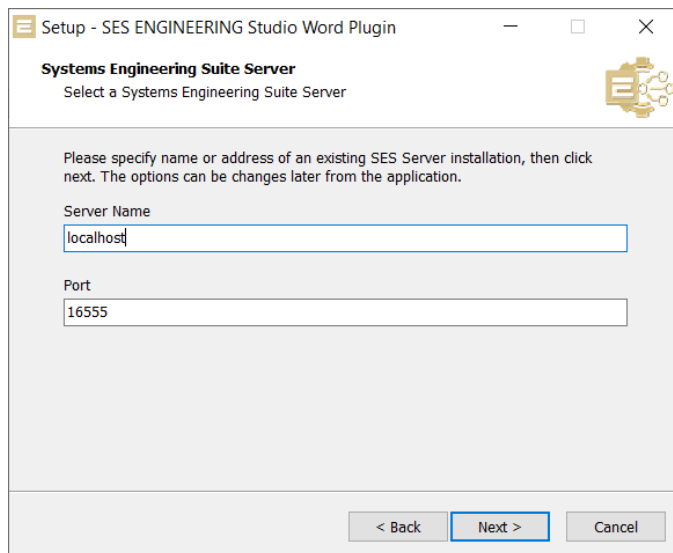 Setup - SES ENGINEERING Studio Word Plugin
Systems Engineering Suite Server
Select a Systems Engineering Suite Server
Please specify name or address of an existing SES Server installation, then click
next. The options can be changes later from the application.
Server Name
localhost
Port
16555
< Back Next > Cancel